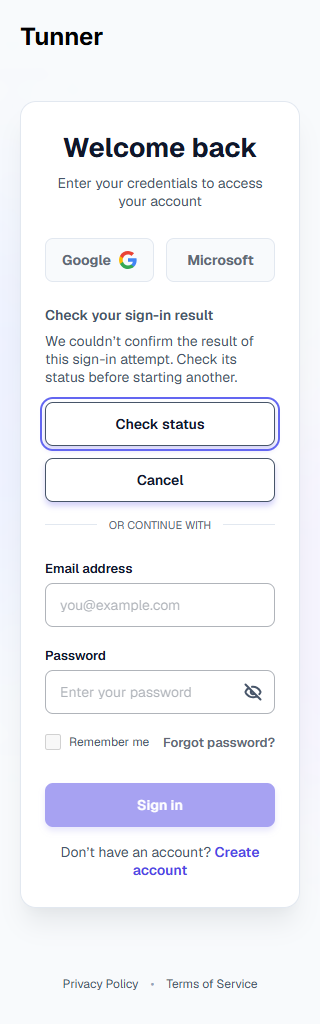 Tunner
Welcome back
Enter your credentials to access
your account
Google
Microsoft
Check your sign-in result
We couldn’t confirm the result of
this sign-in attempt. Check its
status before starting another.
Check status
Cancel
OR CONTINUE WITH
Email address
you@example.com
Password
Enter your password
Remember me
Forgot password?
Sign in
Don’t have an account? Create
account
Privacy Policy • Terms of Service